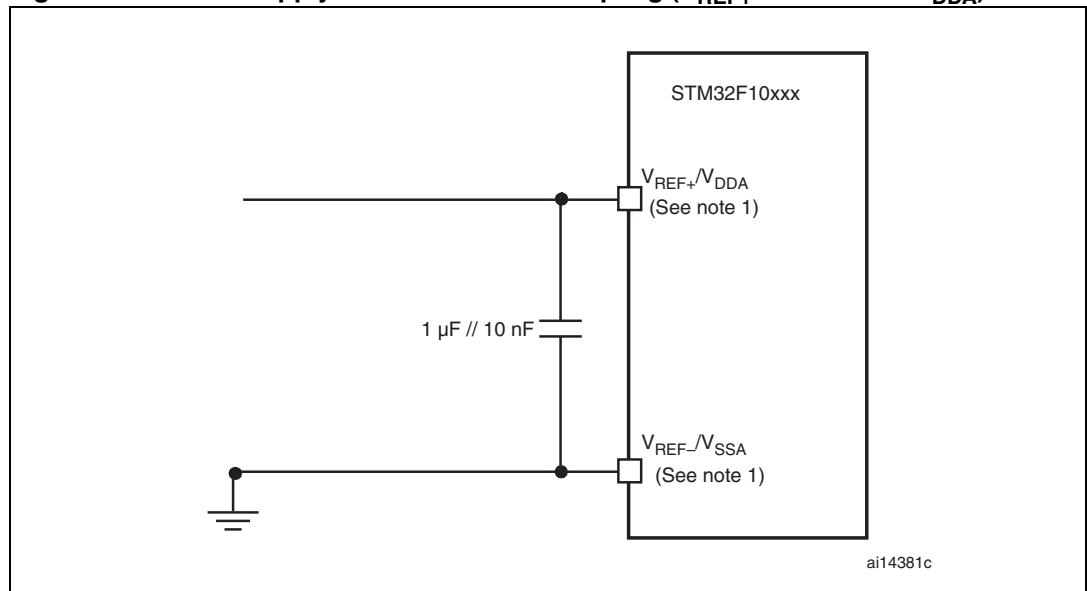 STM32F10xxx
VREF+/VDDA
(See note 1)
1 µF // 10 nF
VREF–/VSSA
(See note 1)
ai14381c